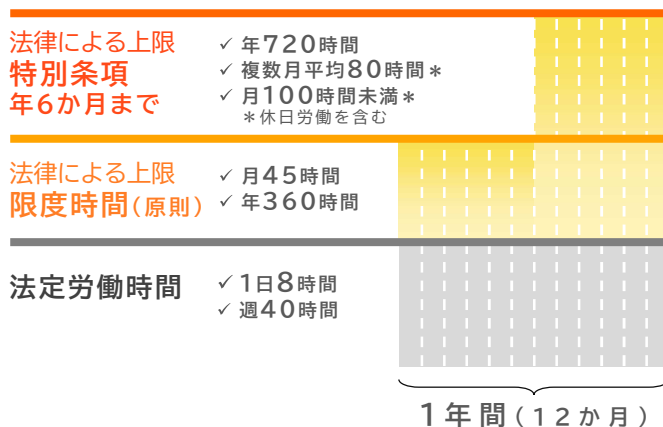 法律による上限
特別条項
年6か月まで
✓ 年720時間
✓ 複数月平均80時間＊
✓ 月100時間未満＊
＊休日労働を含む
法律による上限
限度時間(原則)
✓ 月45時間
✓ 年360時間
法定労働時間
✓ 1日8時間
✓ 週40時間
1年間(12か月)